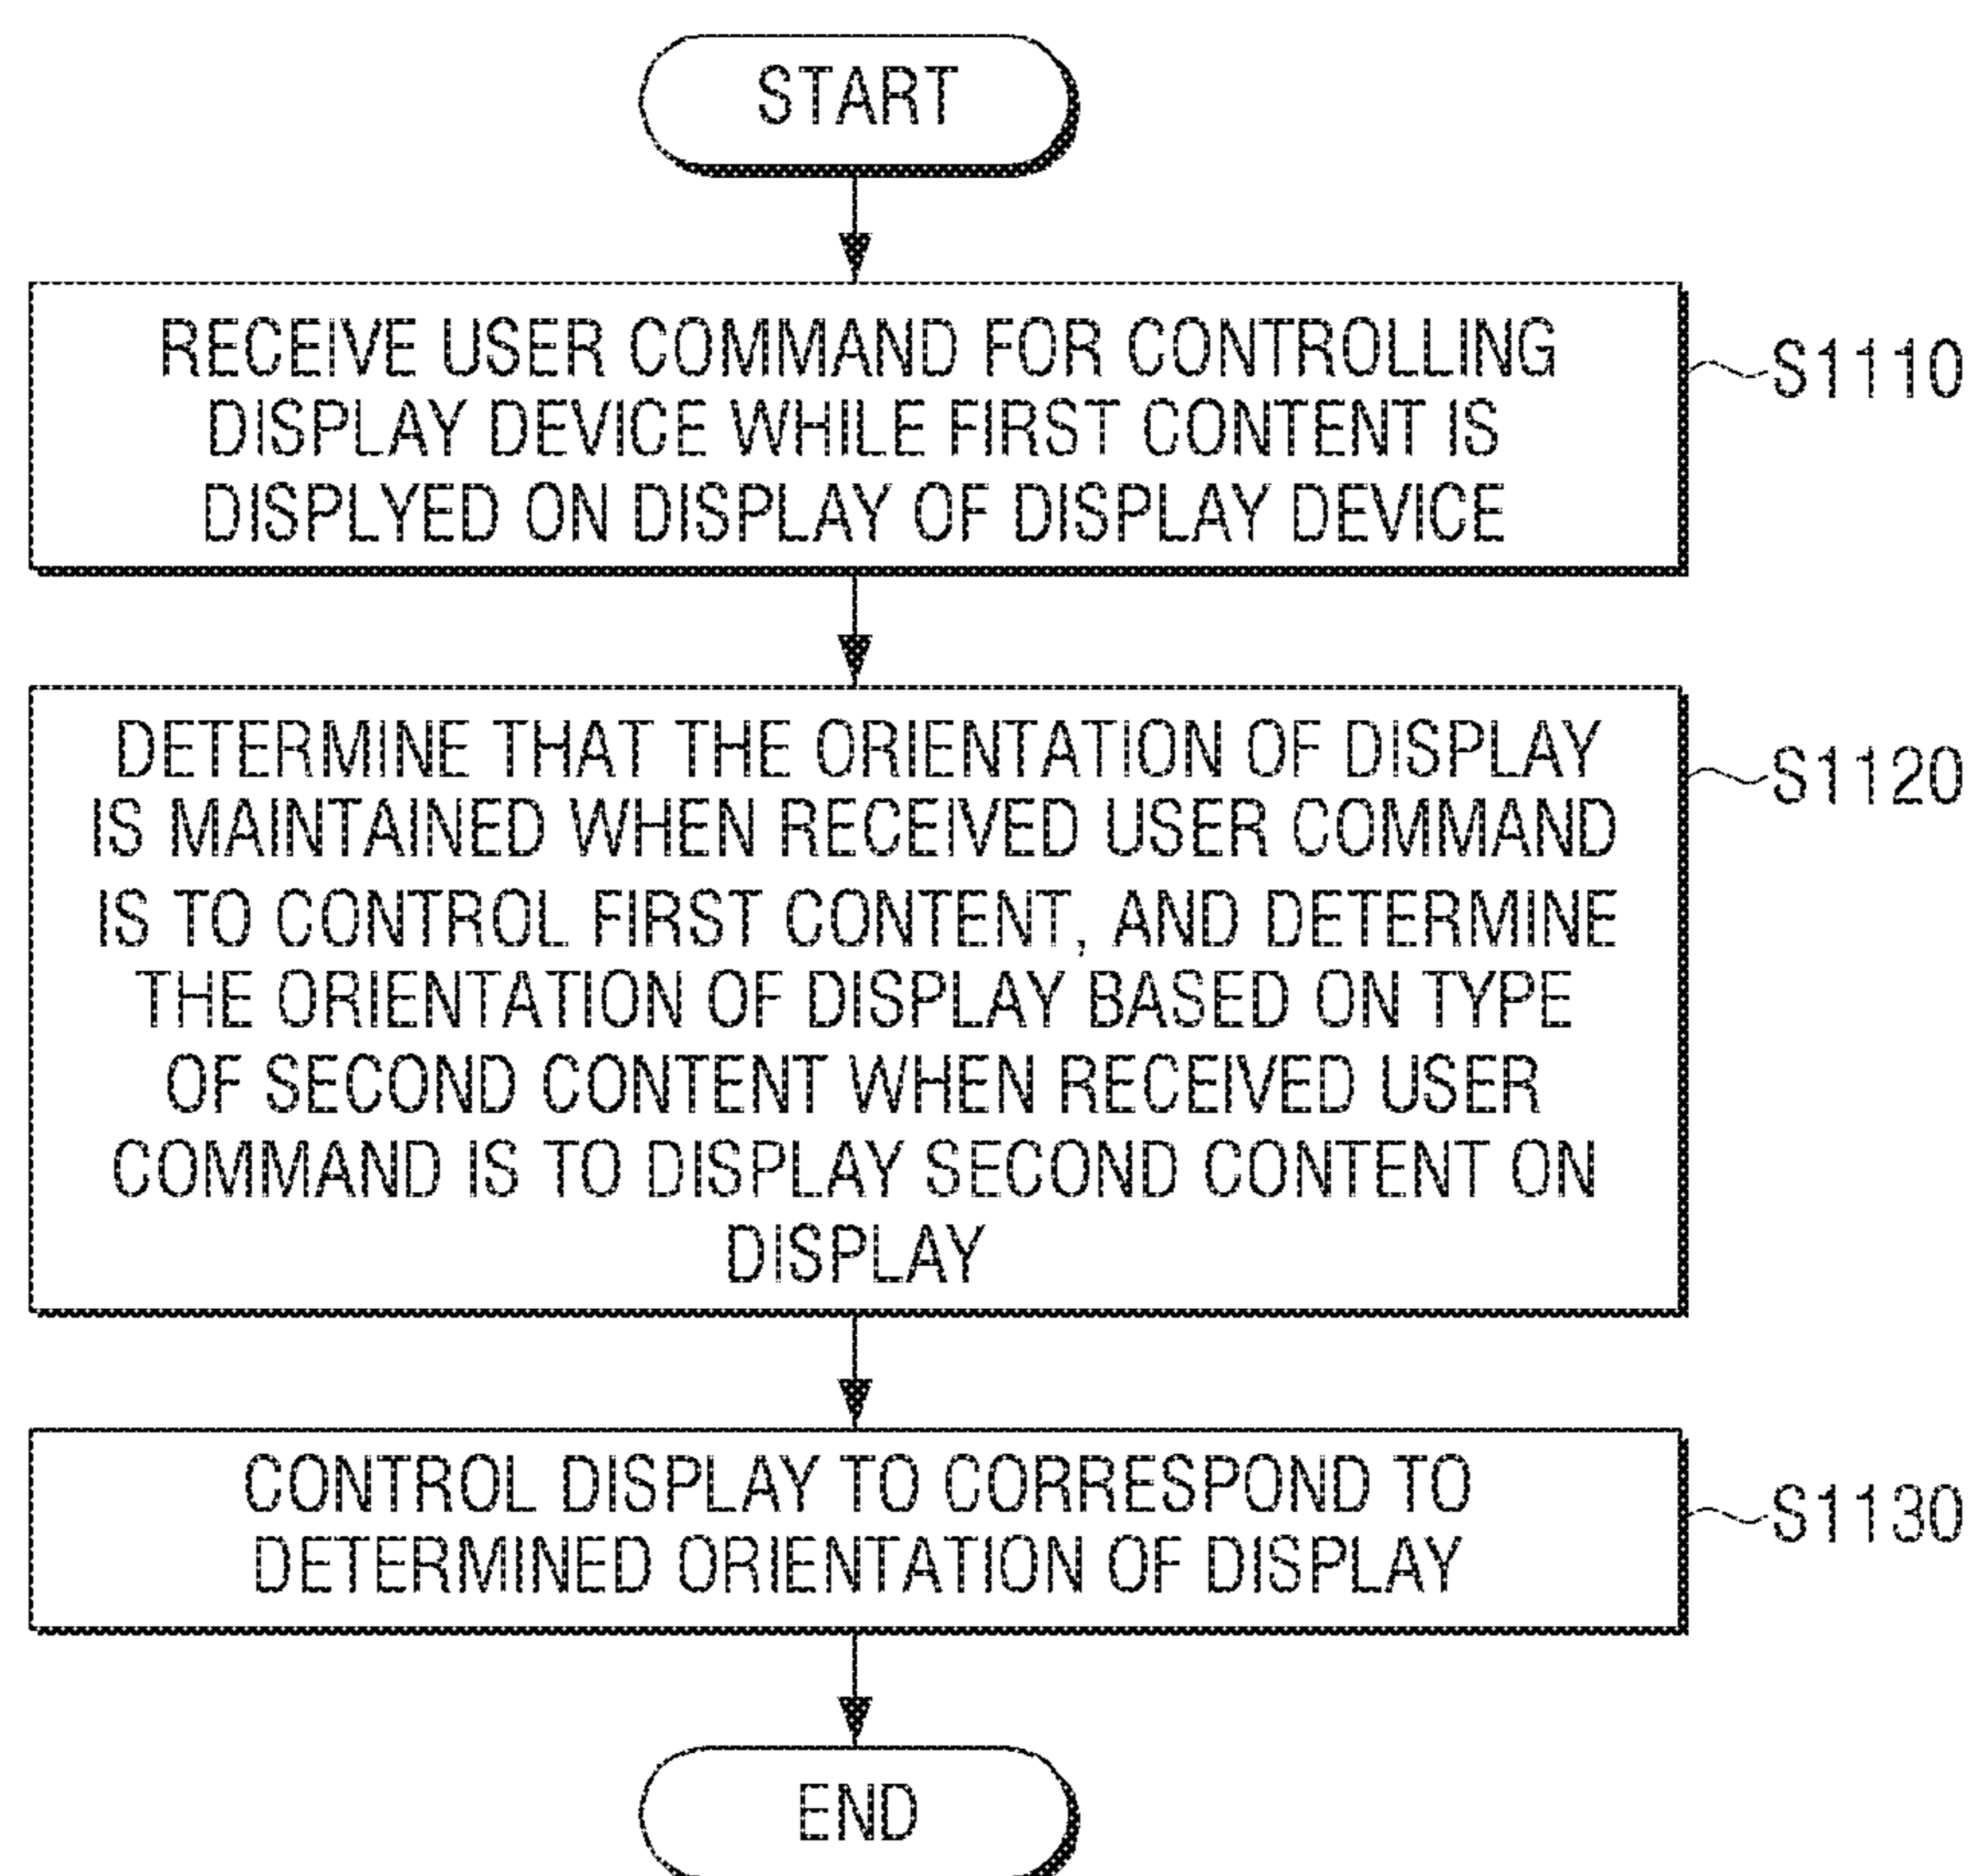 START
RECEIVE USER COMMAND FOR CONTROLLING
DISPLAY DEVICE WHILE FIRST CONTENT IS
DISPLYED ON DISPLAY OF DISPLAY DEVICE
S1110
DETERMINE THAT THE ORIENTATION OF DISPLAY
IS MAINTAINED WHEN RECEIVED USER COMMAND
IS TO CONTROL FIRST CONTENT, AND DETERMINE
THE ORIENTATION OF DISPLAY BASED ON TYPE
OF SECOND CONTENT WHEN RECEIVED USER
COMMAND IS TO DISPLAY SECOND CONTENT ON
DISPLAY
S1120
CONTROL DISPLAY TO CORRESPOND TO
DETERMINED ORIENTATION OF DISPLAY
S1130
END